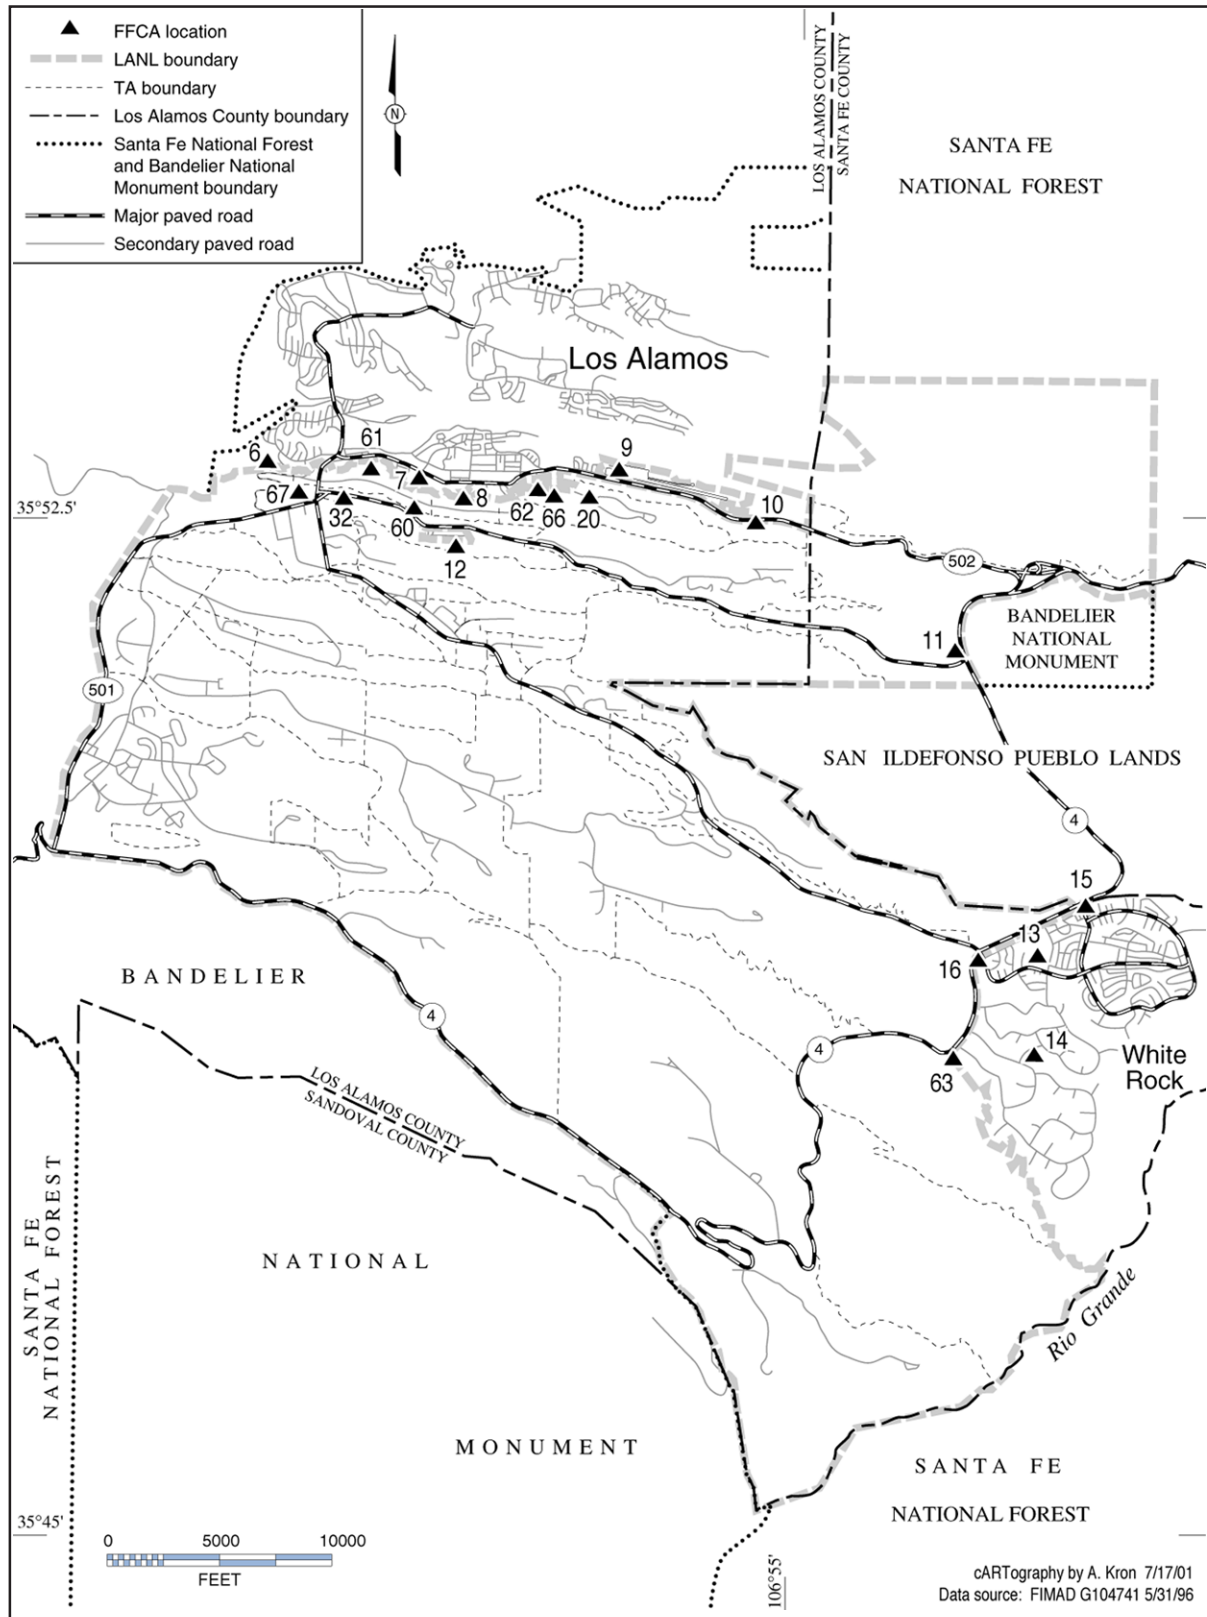 FFCA location
LANL boundary
TA boundary
Los Alamos County boundary
Santa Fe National Forest
and Bandelier National
Monument boundary
Major paved road
Secondary paved road
N
LOS ALAMOS COUNTY
SANTA FE COUNTY
SANTA FE
NATIONAL FOREST
Los Alamos
61
9
6
7
67
8
62
66
20
10
32
60
35°52.5'
12
502
BANDELIER
NATIONAL
MONUMENT
11
501
SAN ILDEFONSO PUEBLO LANDS
4
15
13
16
BANDELIER
4
4
14
63
White
Rock
LOS ALAMOS COUNTY
SANDOVAL COUNTY
SANTA FE
NATIONAL FOREST
NATIONAL
Rio Grande
MONUMENT
SANTA FE
NATIONAL FOREST
35°45'
0 5000 10000
FEET
106°55'
cARTography by A. Kron 7/17/01
Data source: FIMAD G104741 5/31/96